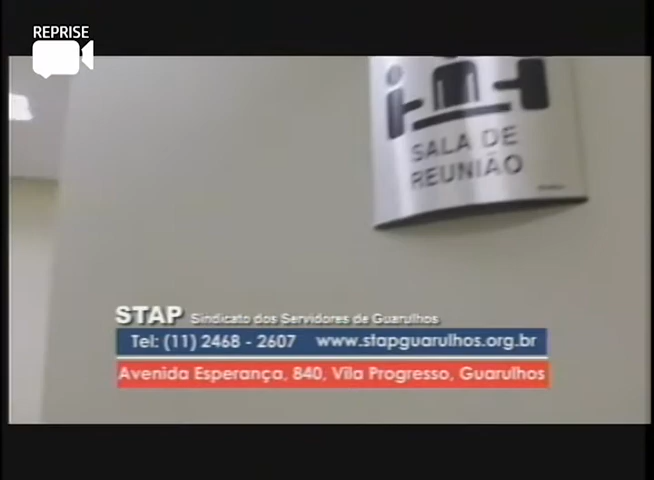 REPRISE
SALA DE
REUNIÃO
STAP Sindicato dos Servidores de Guarulhos
Tel: (11) 2468 - 2607 www.stapguarulhos.org.br
Avenida Esperança, 840, Vila Progresso, Guarulhos